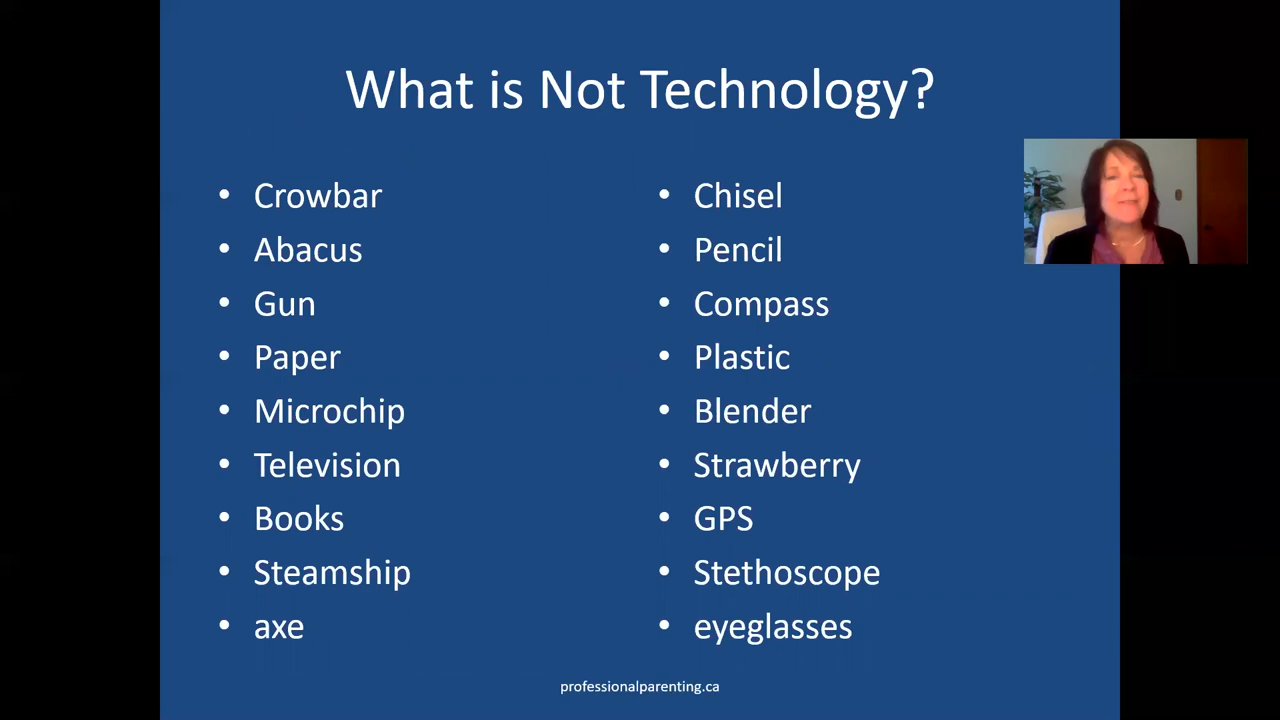 What is Not Technology?
• Crowbar
• Abacus
• Gun
• Paper
• Microchip
• Television
• Books
• Steamship
• axe
• Chisel
• Pencil
• Compass
• Plastic
• Blender
• Strawberry
• GPS
• Stethoscope
• eyeglasses
professionalparenting.ca